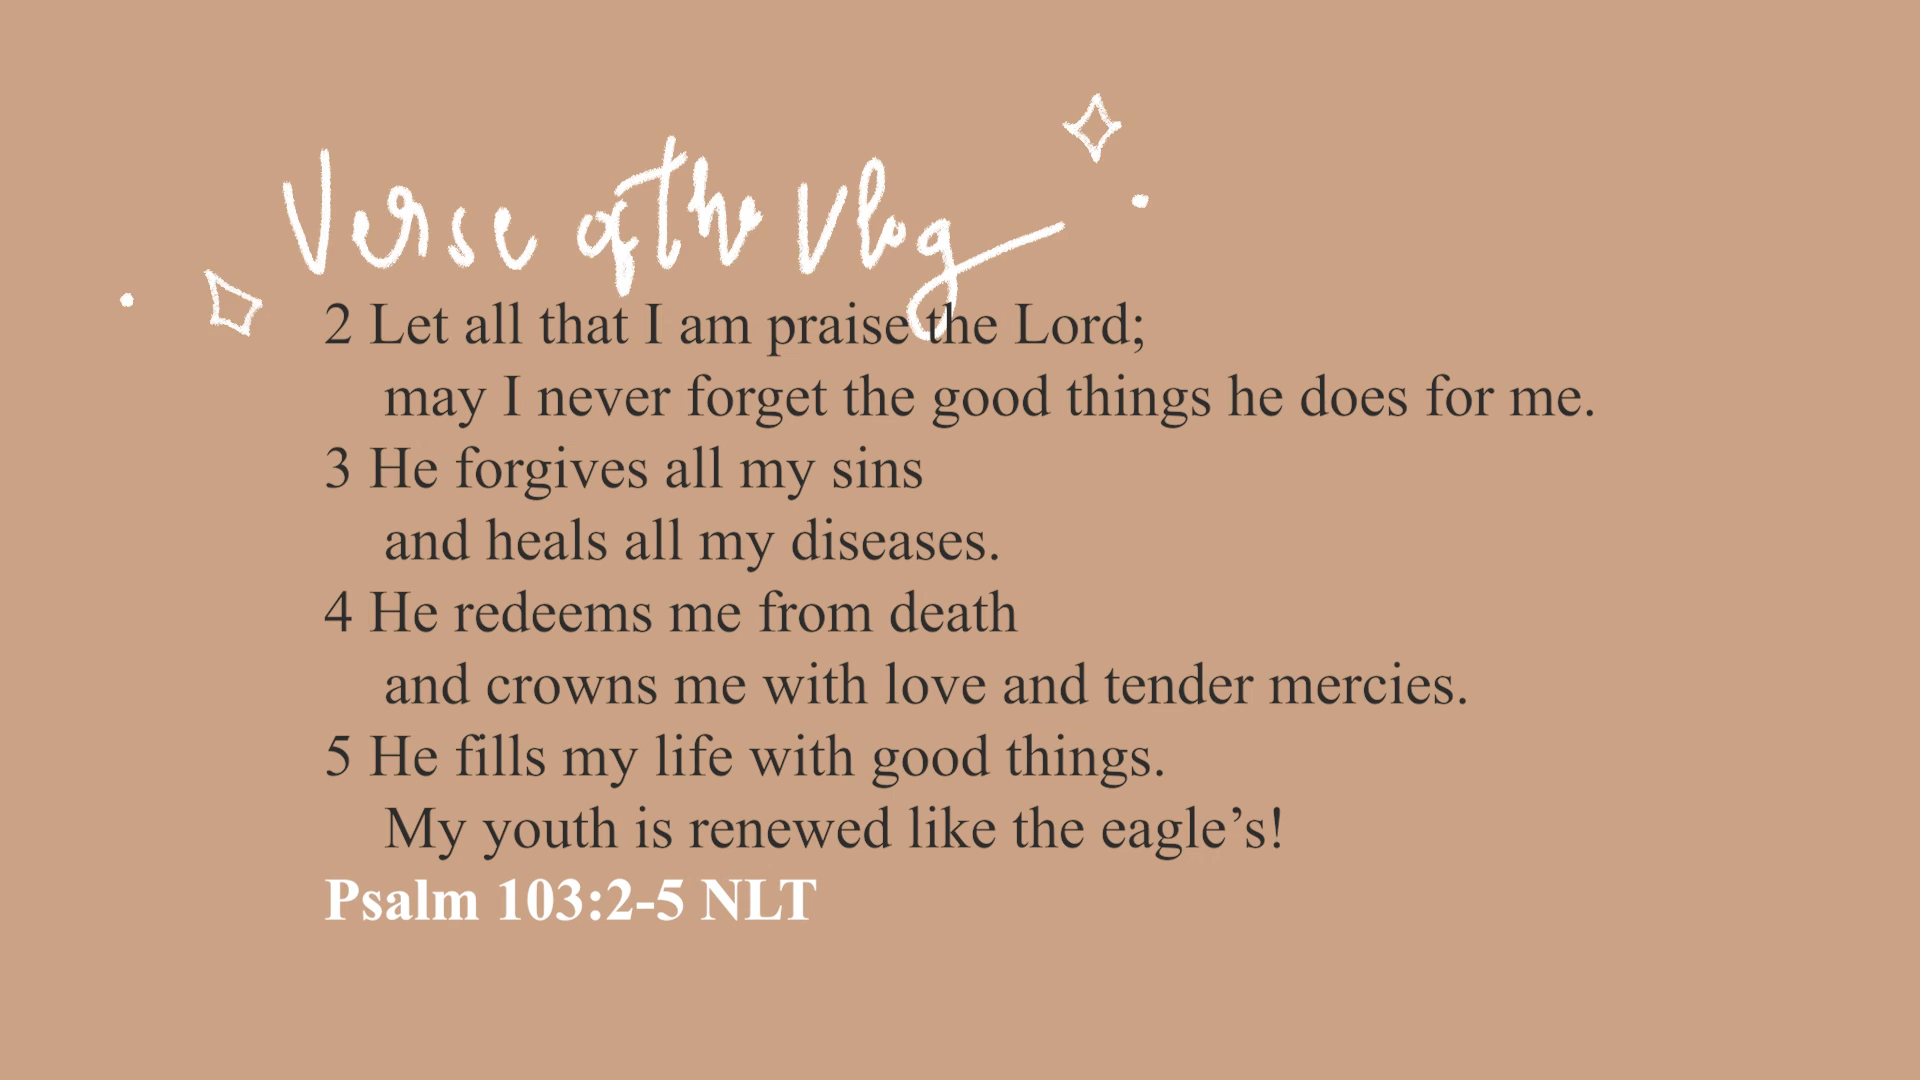 Verse of the Vlog
2 Let all that I am praise the Lord;
may I never forget the good things he does for me.
3 He forgives all my sins
and heals all my diseases.
4 He redeems me from death
and crowns me with love and tender mercies.
5 He fills my life with good things.
My youth is renewed like the eagle’s!
Psalm 103:2-5 NLT